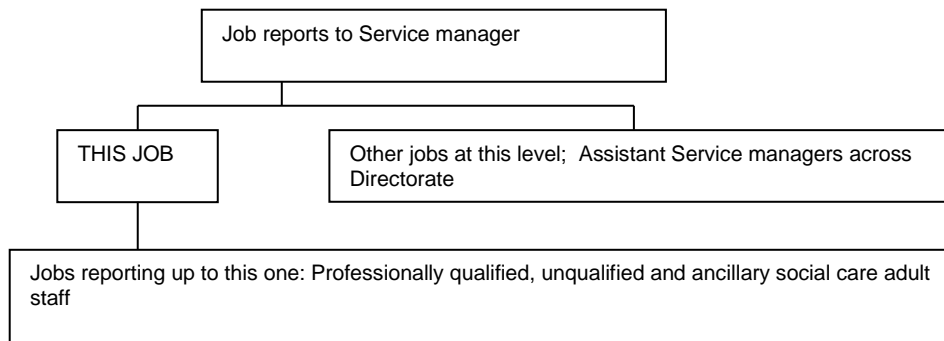 Job reports to Service manager
THIS JOB
Other jobs at this level;  Assistant Service managers across
Directorate
Jobs reporting up to this one: Professionally qualified, unqualified and ancillary social care adult
staff